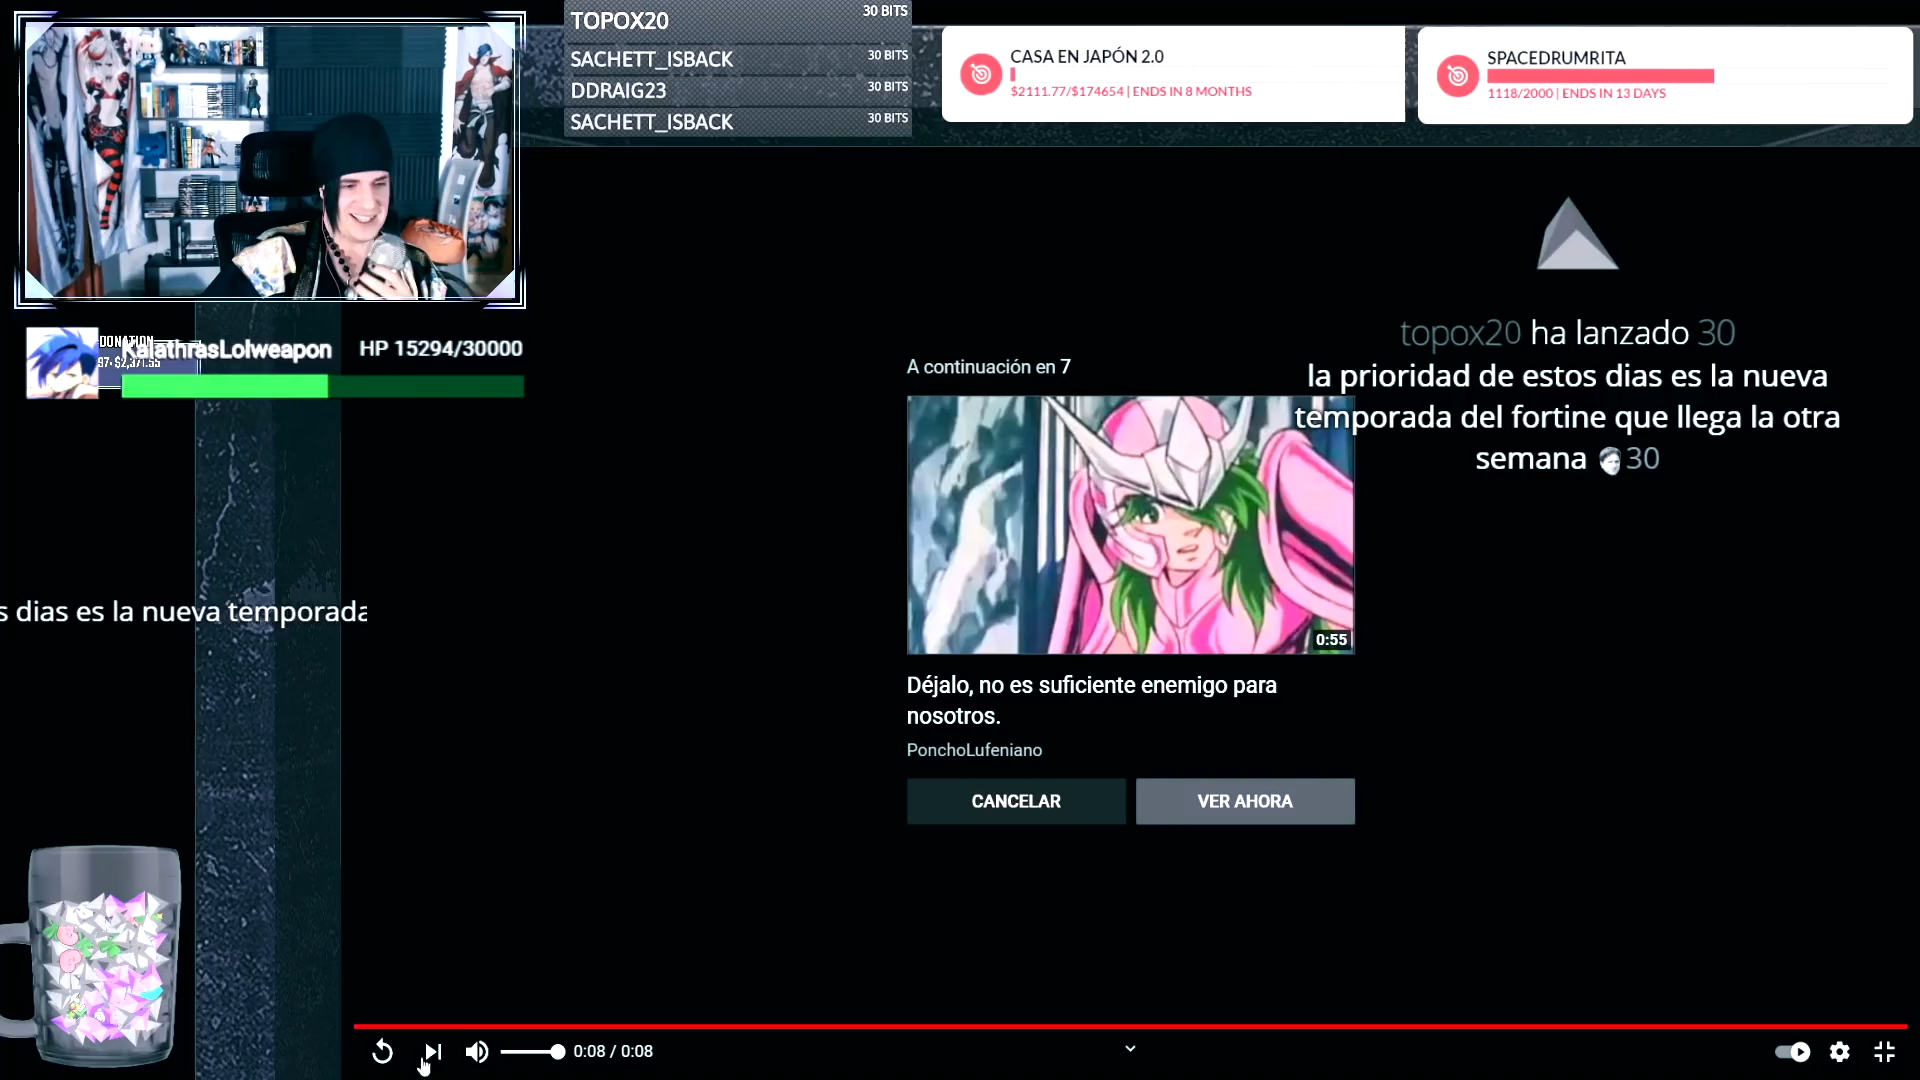 TOPOX20 30 BITS
SACHETT_ISBACK 30 BITS
DDRAIG23 30 BITS
SACHETT_ISBACK 30 BITS
CASA EN JAPÓN 2.0
$2111.77/$174654 | ENDS IN 8 MONTHS
SPACEDRUMRITA
1118/2000 | ENDS IN 13 DAYS
DONATION
KalathrasLolweapon HP 15294/30000
topox20 ha lanzado 30
la prioridad de estos dias es la nueva
temporada del fortine que llega la otra
semana 30
A continuación en 7
0:55
Déjalo, no es suficiente enemigo para
nosotros.
PonchoLufeniano
CANCELAR VER AHORA
s dias es la nueva temporada
0:08 / 0:08